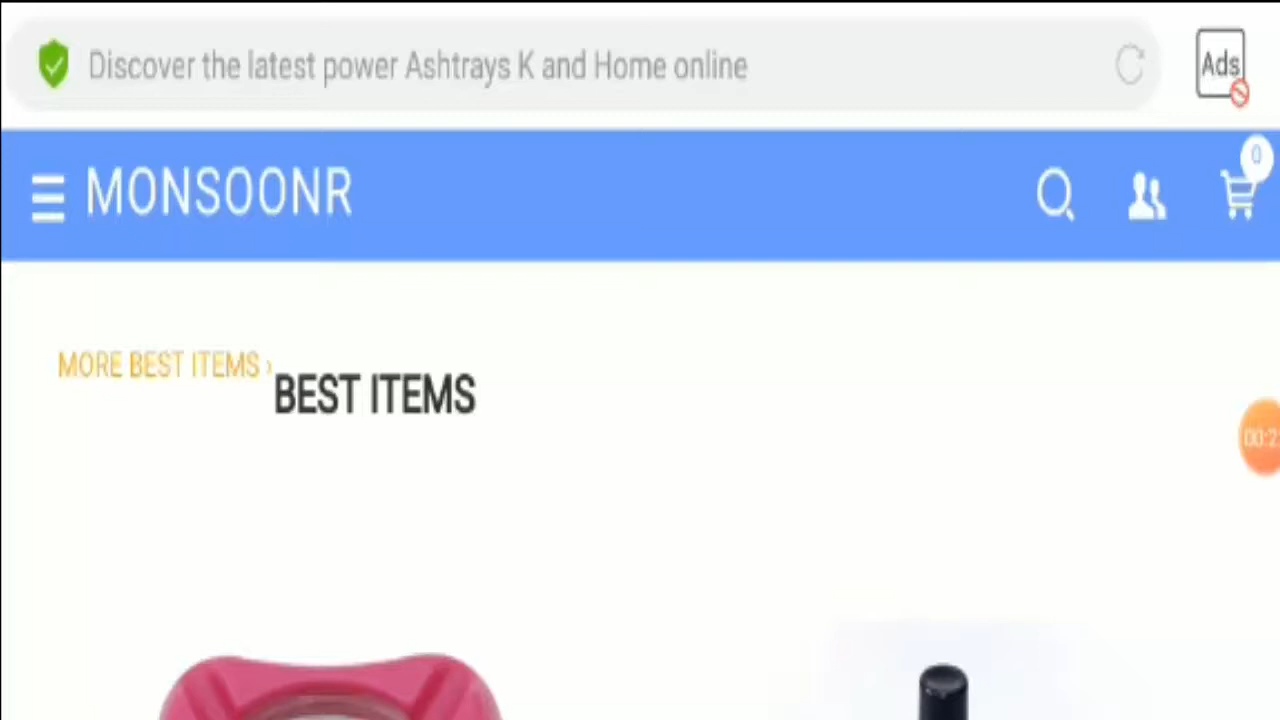 Discover the latest power Ashtrays K and Home online
Ads
MONSOONR
0
MORE BEST ITEMS ›
BEST ITEMS